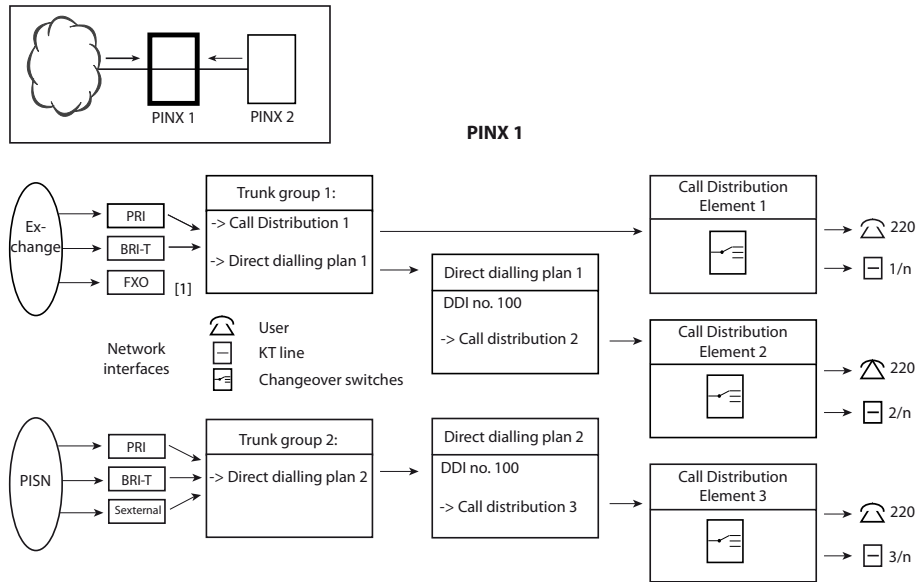 PINX 1
PINX 2
PINX 1
Ex-
change
PRI
BRI-T
FXO
[1]
Trunk group 1:
-> Call Distribution 1
-> Direct dialling plan 1
Direct dialling plan 1
DDI no. 100
-> Call distribution 2
Call Distribution
Element 1
220
1/n
Call Distribution
Element 2
220
2/n
Network
interfaces
User
KT line
Changeover switches
PISN
PRI
BRI-T
Sexternal
Trunk group 2:
-> Direct dialling plan 2
Direct dialling plan 2
DDI no. 100
-> Call distribution 3
Call Distribution
Element 3
220
3/n